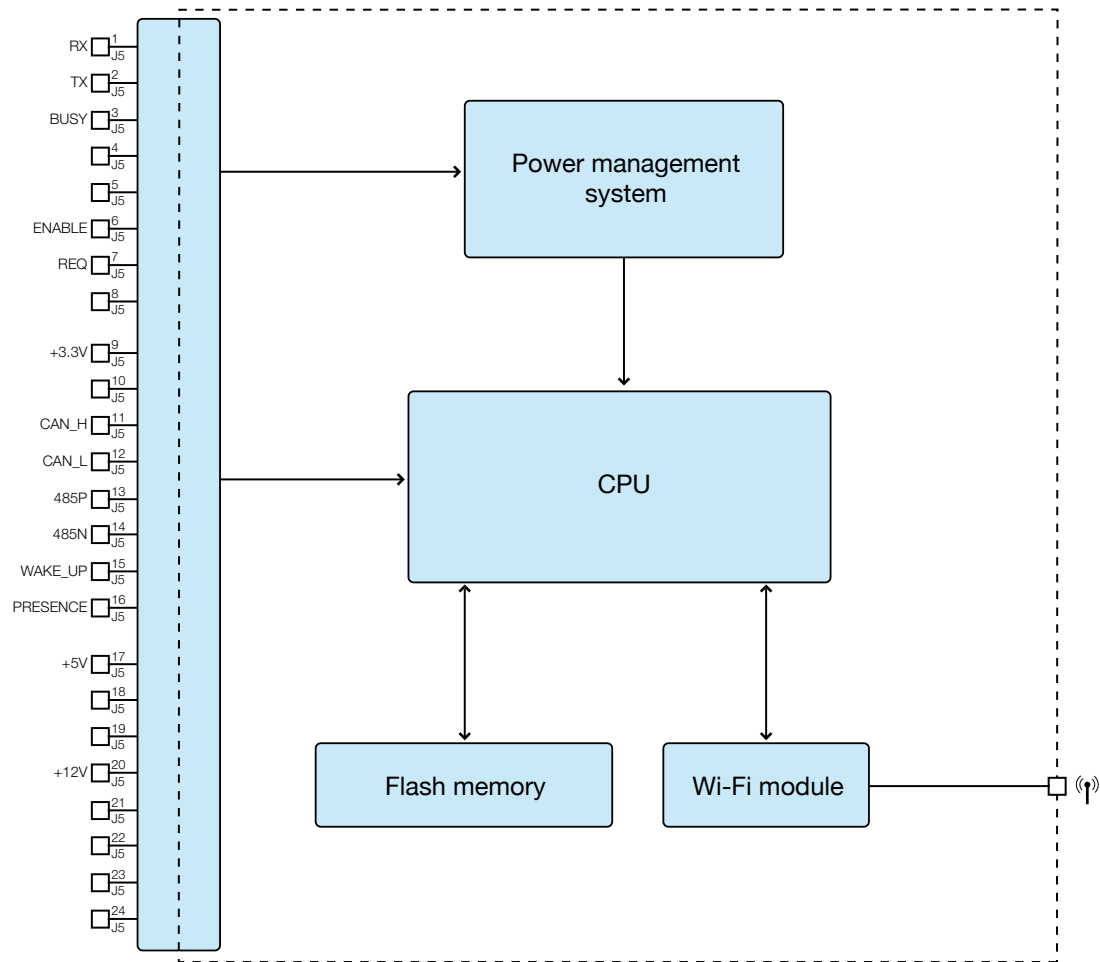 RX 1
J5
TX 2
J5
BUSY 3
J5
4
J5
5
J5
ENABLE 6
J5
REQ 7
J5
8
J5
+3.3V 9
J5
10
J5
CAN_H 11
J5
CAN_L 12
J5
485P 13
J5
485N 14
J5
WAKE_UP 15
J5
PRESENCE 16
J5
+5V 17
J5
18
J5
19
J5
+12V 20
J5
21
J5
22
J5
23
J5
24
J5
Power management
system
CPU
Flash memory
Wi-Fi module